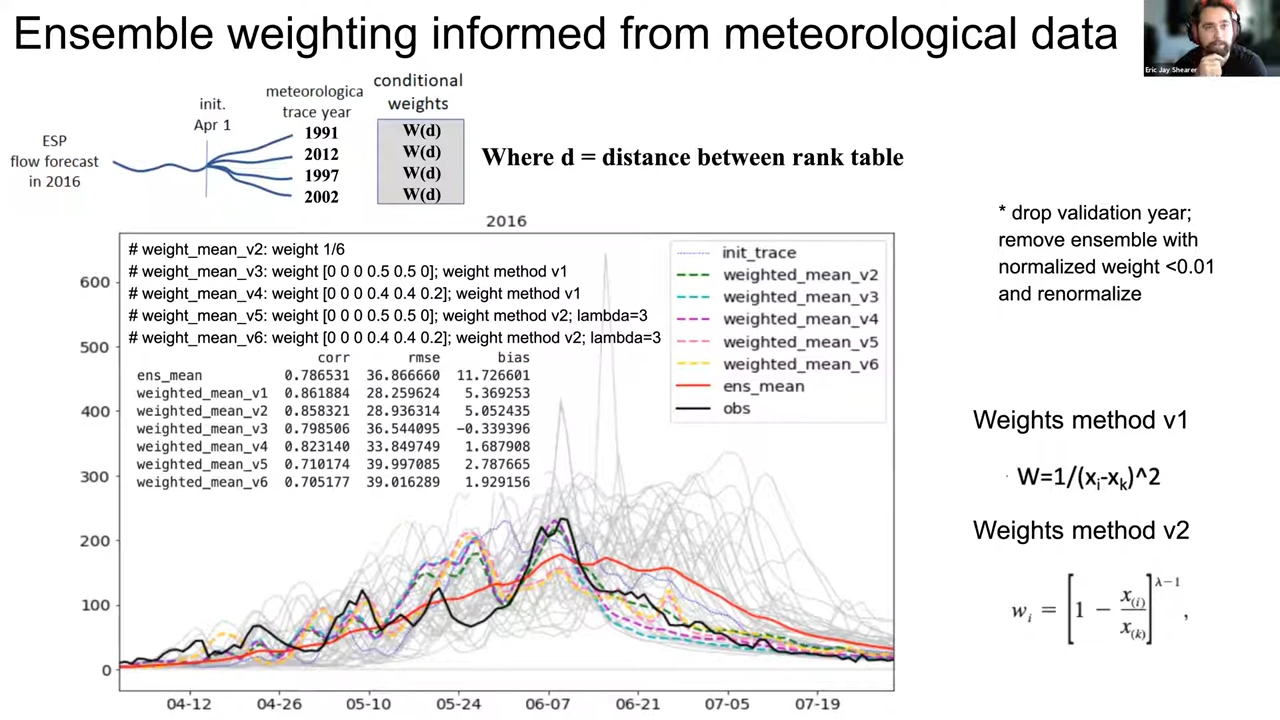 Ensemble weighting informed from meteorological data
Eric Jay Shearer
init.
Apr 1
meteorologica
trace year
conditional
weights
ESP
flow forecast
in 2016
1991
2012
1997
2002
W(d)
W(d)
W(d)
W(d)
Where d = distance between rank table
* drop validation year;
remove ensemble with
normalized weight <0.01
and renormalize
2016
# weight_mean_v2: weight 1/6
# weight_mean_v3: weight [0 0 0 0.5 0.5 0]; weight method v1
# weight_mean_v4: weight [0 0 0 0.4 0.4 0.2]; weight method v1
# weight_mean_v5: weight [0 0 0 0.5 0.5 0]; weight method v2; lambda=3
# weight_mean_v6: weight [0 0 0 0.4 0.4 0.2]; weight method v2; lambda=3
corr rmse bias
ens_mean 0.786531 36.866660 11.726601
weighted_mean_v1 0.861884 28.259624 5.369253
weighted_mean_v2 0.858321 28.936314 5.052435
weighted_mean_v3 0.798506 36.544095 −0.339396
weighted_mean_v4 0.823140 33.849749 1.687908
weighted_mean_v5 0.710174 39.997085 2.787665
weighted_mean_v6 0.705177 39.016289 1.929156
init_trace
weighted_mean_v2
weighted_mean_v3
weighted_mean_v4
weighted_mean_v5
weighted_mean_v6
ens_mean
obs
600
500
400
300
200
100
0
04-12 04-26 05-10 05-24 06-07 06-21 07-05 07-19
Weights method v1
W=1/(xi-xk)^2
Weights method v2
wi = [1 − x(i)/x(k)]^λ−1,